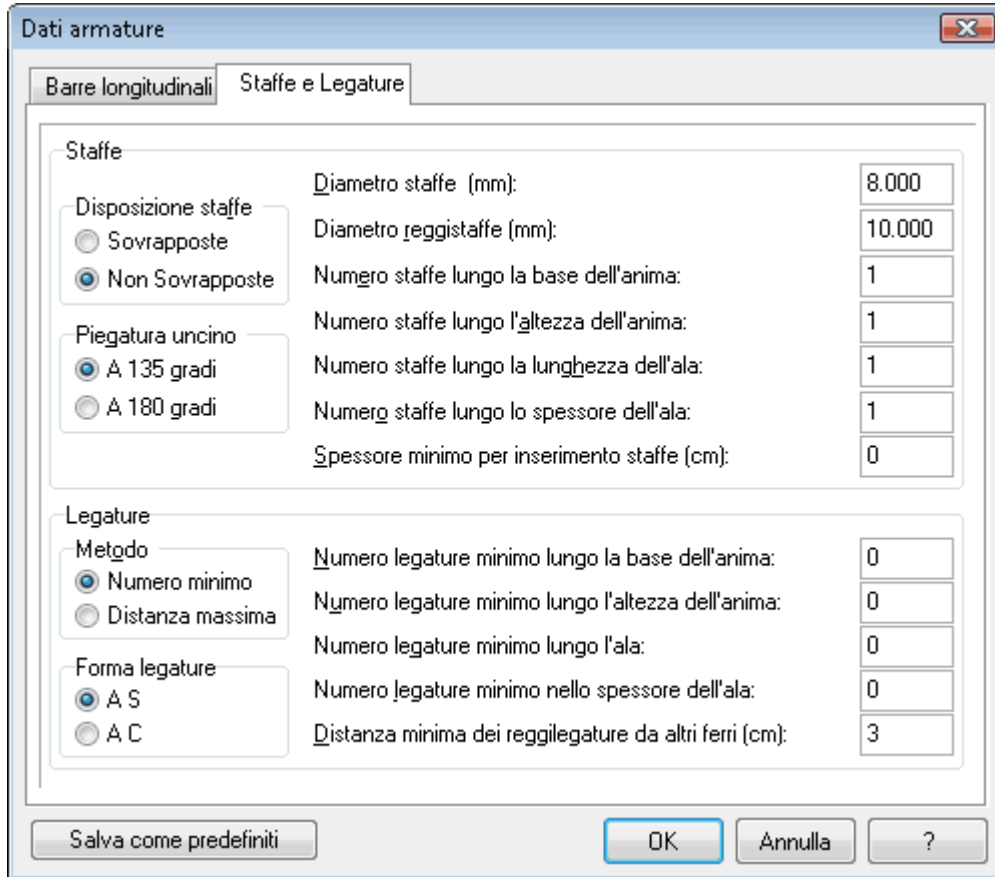 Dati armature
Barre longitudinali
Staffe e Legature
Staffe
Disposizione staffe
Sovrapposte
Non Sovrapposte
Piegatura uncino
A 135 gradi
A 180 gradi
Diametro staffe (mm): 8.000
Diametro reggistaffe (mm): 10.000
Numero staffe lungo la base dell'anima: 1
Numero staffe lungo l'altezza dell'anima: 1
Numero staffe lungo la lunghezza dell'ala: 1
Numero staffe lungo lo spessore dell'ala: 1
Spessore minimo per inserimento staffe (cm): 0
Legature
Metodo
Numero minimo
Distanza massima
Forma legature
A S
A C
Numero legature minimo lungo la base dell'anima: 0
Numero legature minimo lungo l'altezza dell'anima: 0
Numero legature minimo lungo l'ala: 0
Numero legature minimo nello spessore dell'ala: 0
Distanza minima dei reggilegature da altri ferri (cm): 3
Salva come predefiniti
OK
Annulla
?